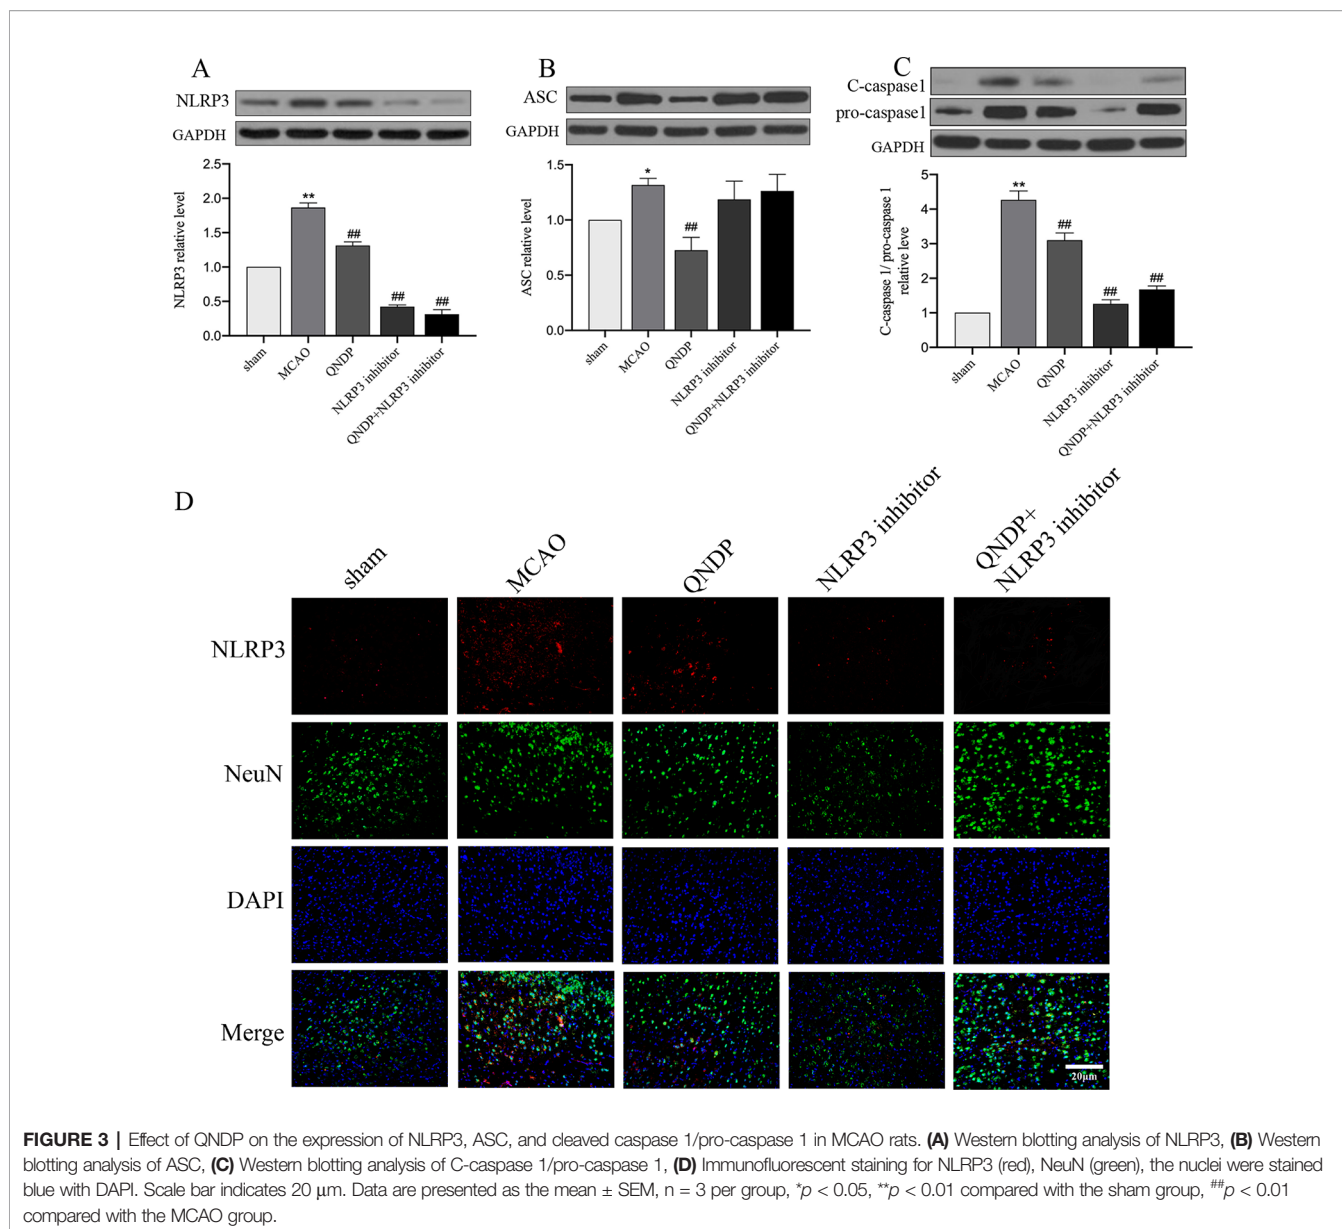 A
NLRP3
GAPDH
NLRP3 relative level
2.5
2.0
1.5
1.0
0.5
0.0
**
##
##
##
sham
MCAO
QNDP
NLRP3 inhibitor
QNDP+NLRP3 inhibitor
B
ASC
GAPDH
ASC relative level
1.5
1.0
0.5
0.0
*
##
sham
MCAO
QNDP
NLRP3 inhibitor
QNDP+NLRP3 inhibitor
C
C-caspase1
pro-caspase1
GAPDH
C-caspase 1/ pro-caspase 1
relative leve
5
4
3
2
1
0
**
##
##
##
sham
MCAO
QNDP
NLRP3 inhibitor
QNDP+NLRP3 inhibitor
D
sham
MCAO
QNDP
NLRP3 inhibitor
QNDP+
NLRP3 inhibitor
NLRP3
NeuN
DAPI
Merge
20μm
FIGURE 3 | Effect of QNDP on the expression of NLRP3, ASC, and cleaved caspase 1/pro-caspase 1 in MCAO rats. (A) Western blotting analysis of NLRP3, (B) Western
blotting analysis of ASC, (C) Western blotting analysis of C-caspase 1/pro-caspase 1, (D) Immunofluorescent staining for NLRP3 (red), NeuN (green), the nuclei were stained
blue with DAPI. Scale bar indicates 20 μm. Data are presented as the mean ± SEM, n = 3 per group, *p < 0.05, **p < 0.01 compared with the sham group, ##p < 0.01
compared with the MCAO group.